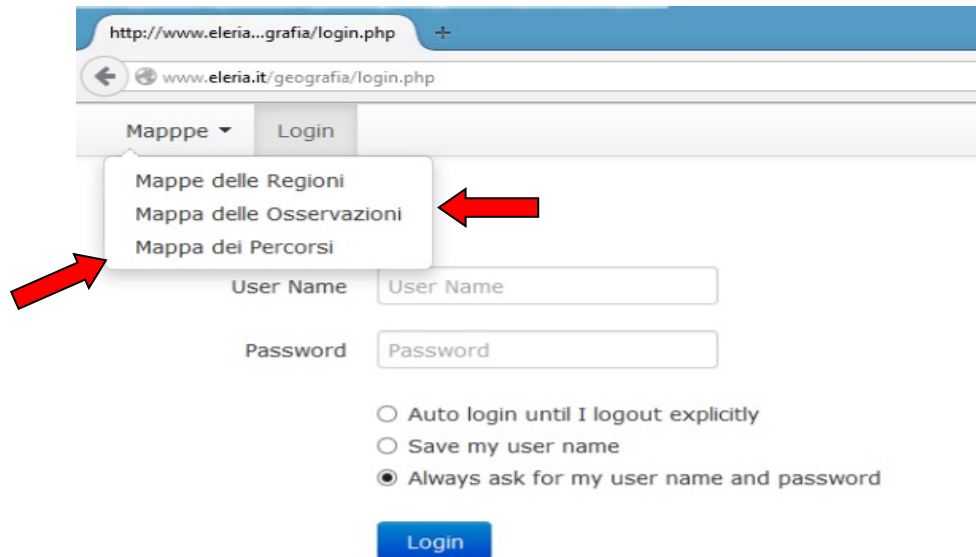 http://www.eleria...grafia/login.php
www.eleria.it/geografia/login.php
Mapppe Login
Mappe delle Regioni
Mappa delle Osservazioni
Mappa dei Percorsi
User Name User Name
Password Password
Auto login until I logout explicitly
Save my user name
Always ask for my user name and password
Login